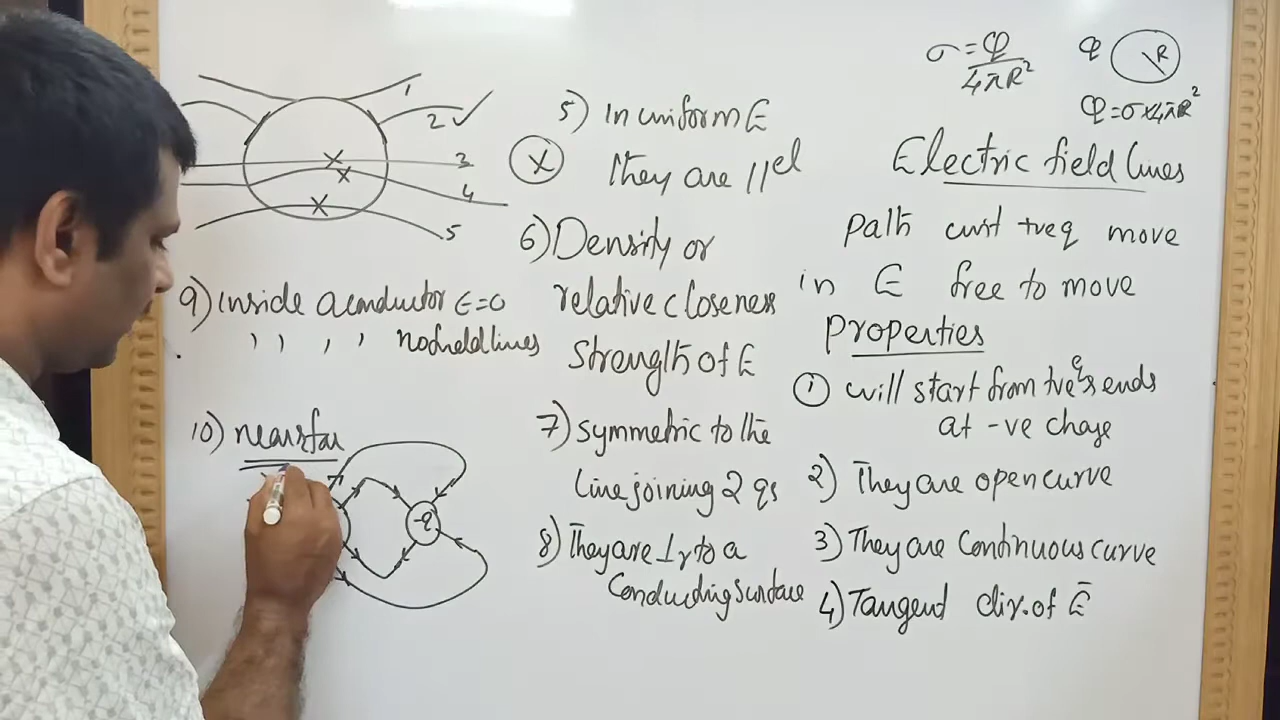 σ = φ / 4πR²
q R
φ = σ×4πR²
Electric field lines
path +ve q move
in E free to move
Properties
① will start from +ve q's ends
at -ve charge
2) They are open curve
3) They are Continuous curve
4) Tangent dir. of E
5) In uniform E
they are ||el
6) Density or
relative closeness
strength of E
7) symmetric to the
Line joining 2 qs
8) They are ⊥r to a
Conducting surface
1
2 ✓
3
4
5
X
9) Inside a conductor E=0
,, ,, no field lines
10)
-q